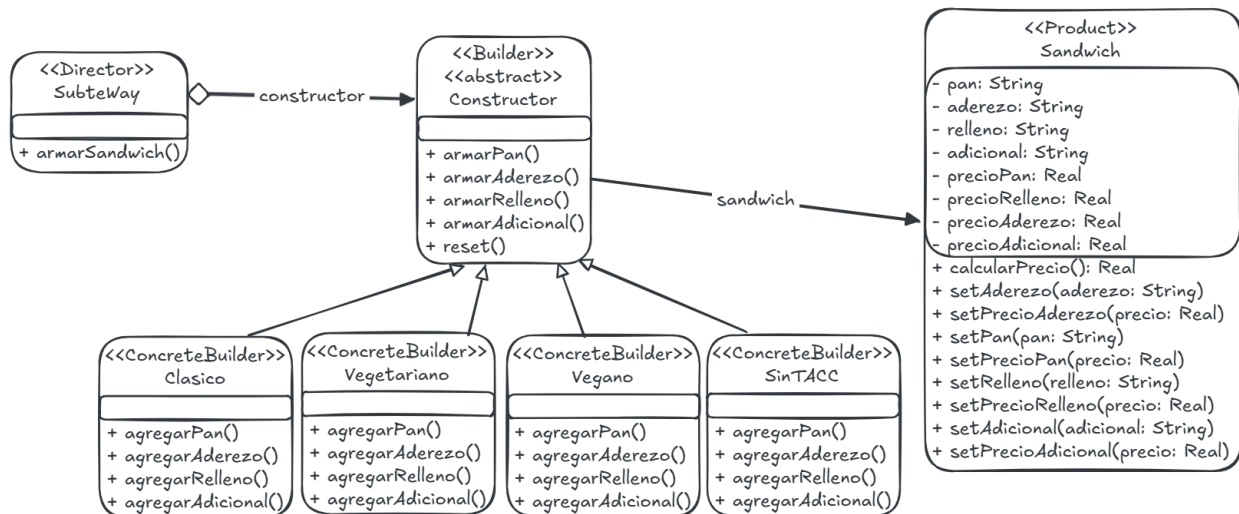 <<Director>>
SubteWay
+ armarSandwich()
constructor
<<Builder>>
<<abstract>>
Constructor
+ armarPan()
+ armarAderezo()
+ armarRelleno()
+ armarAdicional()
+ reset()
sandwich
<<Product>>
Sandwich
- pan: String
- aderezo: String
- relleno: String
- adicional: String
- precioPan: Real
- precioRelleno: Real
- precioAderezo: Real
- precioAdicional: Real
+ calcularPrecio(): Real
+ setAderezo(aderezo: String)
+ setPrecioAderezo(precio: Real)
+ setPan(pan: String)
+ setPrecioPan(precio: Real)
+ setRelleno(relleno: String)
+ setPrecioRelleno(precio: Real)
+ setAdicional(adicional: String)
+ setPrecioAdicional(precio: Real)
<<ConcreteBuilder>>
Clasico
+ agregarPan()
+ agregarAderezo()
+ agregarRelleno()
+ agregarAdicional()
<<ConcreteBuilder>>
Vegetariano
+ agregarPan()
+ agregarAderezo()
+ agregarRelleno()
+ agregarAdicional()
<<ConcreteBuilder>>
Vegano
+ agregarPan()
+ agregarAderezo()
+ agregarRelleno()
+ agregarAdicional()
<<ConcreteBuilder>>
SinTACC
+ agregarPan()
+ agregarAderezo()
+ agregarRelleno()
+ agregarAdicional()